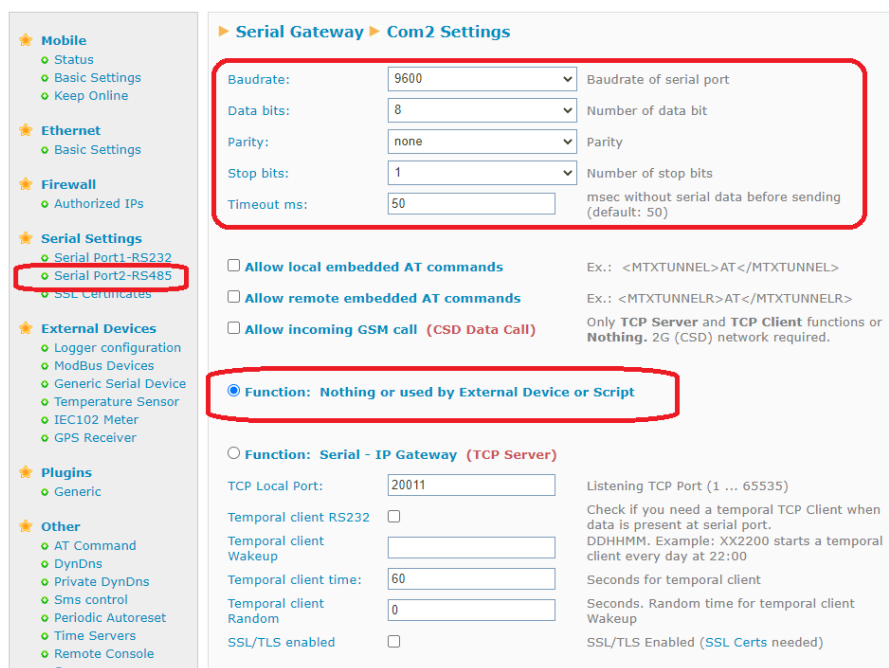 Mobile
Status
Basic Settings
Keep Online
Ethernet
Basic Settings
Firewall
Authorized IPs
Serial Settings
Serial Port1-RS232
Serial Port2-RS485
SSL Certificates
External Devices
Logger configuration
ModBus Devices
Generic Serial Device
Temperature Sensor
IEC102 Meter
GPS Receiver
Plugins
Generic
Other
AT Command
DynDns
Private DynDns
Sms control
Periodic Autoreset
Time Servers
Remote Console
Serial Gateway Com2 Settings
Baudrate: 9600 Baudrate of serial port
Data bits: 8 Number of data bit
Parity: none Parity
Stop bits: 1 Number of stop bits
Timeout ms: 50 msec without serial data before sending
(default: 50)
Allow local embedded AT commands Ex.: <MTXTUNNEL>AT</MTXTUNNEL>
Allow remote embedded AT commands Ex.: <MTXTUNNELR>AT</MTXTUNNELR>
Allow incoming GSM call (CSD Data Call) Only TCP Server and TCP Client functions or
Nothing. 2G (CSD) network required.
Function: Nothing or used by External Device or Script
Function: Serial - IP Gateway (TCP Server)
TCP Local Port: 20011 Listening TCP Port (1 ... 65535)
Temporal client RS232 Check if you need a temporal TCP Client when
data is present at serial port.
Temporal client DDHHMM. Example: XX2200 starts a temporal
Wakeup client every day at 22:00
Temporal client time: 60 Seconds for temporal client
Temporal client 0 Seconds. Random time for temporal client
Random Wakeup
SSL/TLS enabled SSL/TLS Enabled (SSL Certs needed)